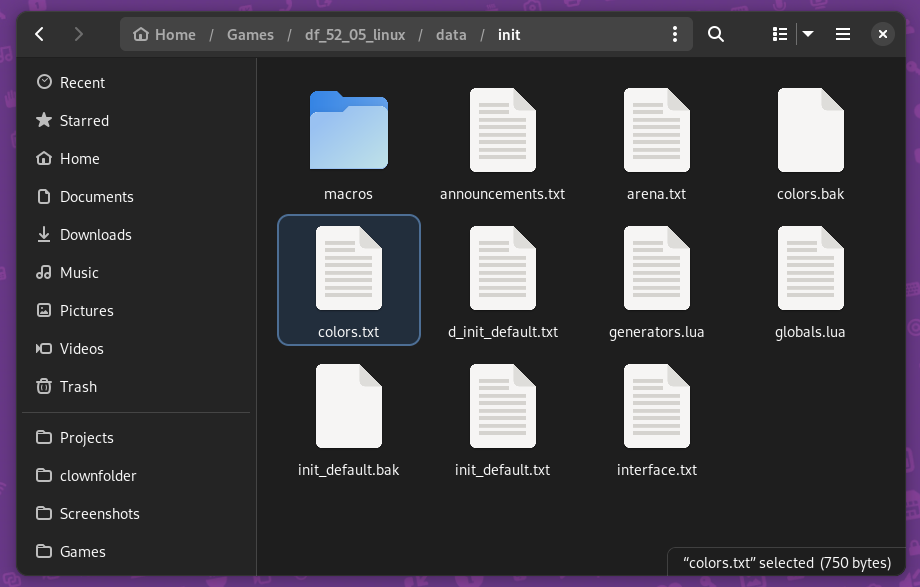 Home / Games / df_52_05_linux / data / init
Recent
Starred
Home
Documents
Downloads
Music
Pictures
Videos
Trash
Projects
clownfolder
Screenshots
Games
macros
announcements.txt
arena.txt
colors.bak
colors.txt
d_init_default.txt
generators.lua
globals.lua
init_default.bak
init_default.txt
interface.txt
“colors.txt” selected (750 bytes)